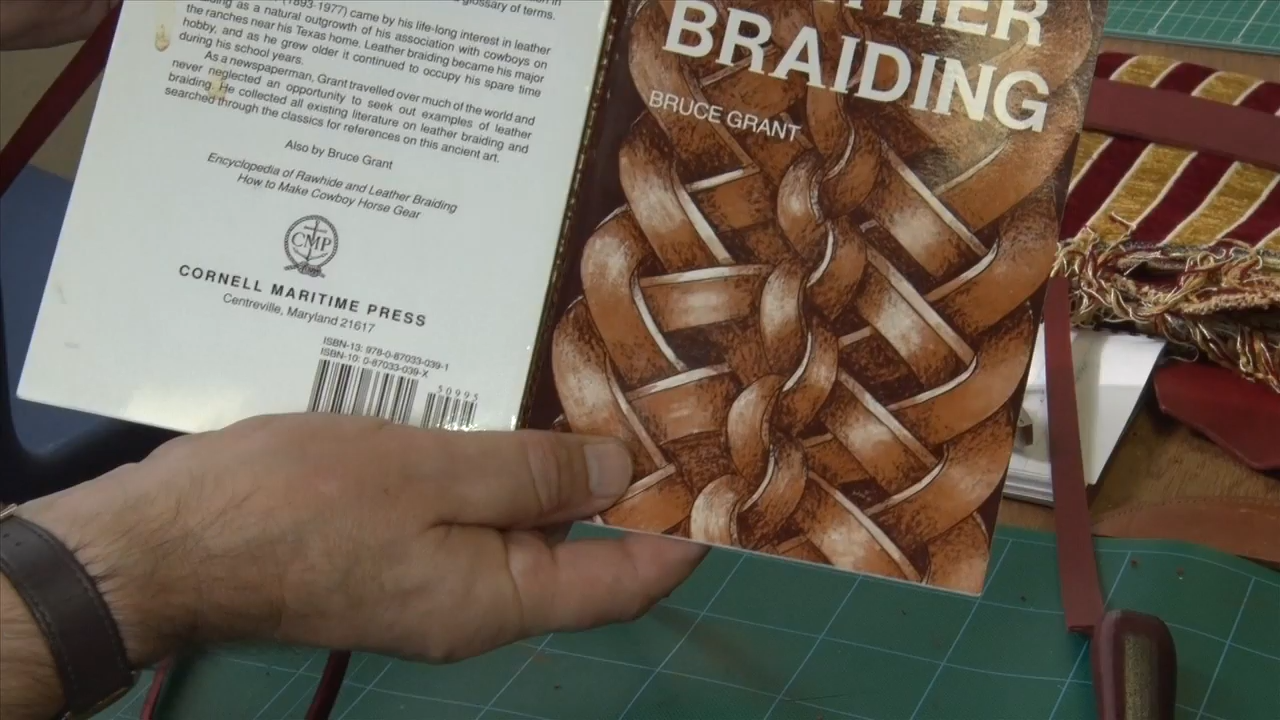 glossary of terms.
(1893-1977) came by his life-long interest in leather
as a natural outgrowth of his association with cowboys on
the ranches near his Texas home. Leather braiding became his major
hobby, and as he grew older it continued to occupy his spare time
during his school years.
As a newspaperman, Grant travelled over much of the world and
never neglected an opportunity to seek out examples of leather
braiding. He collected all existing literature on leather braiding and
searched through the classics for references on this ancient art.
Also by Bruce Grant
Encyclopedia of Rawhide and Leather Braiding
How to Make Cowboy Horse Gear
CMP
CORNELL MARITIME PRESS
Centreville, Maryland 21617
ISBN-13: 978-0-87033-039-1
ISBN-10: 0-87033-039-X
50995
LEATHER
BRAIDING
BRUCE GRANT